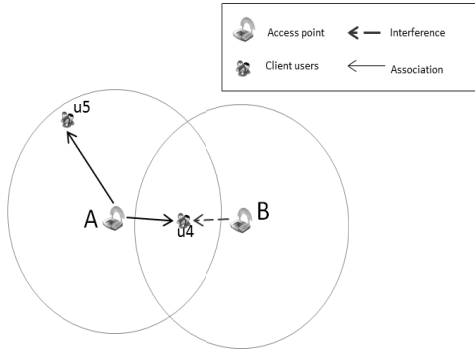 Access point
Interference
Client users
Association
u5
A
B
u4